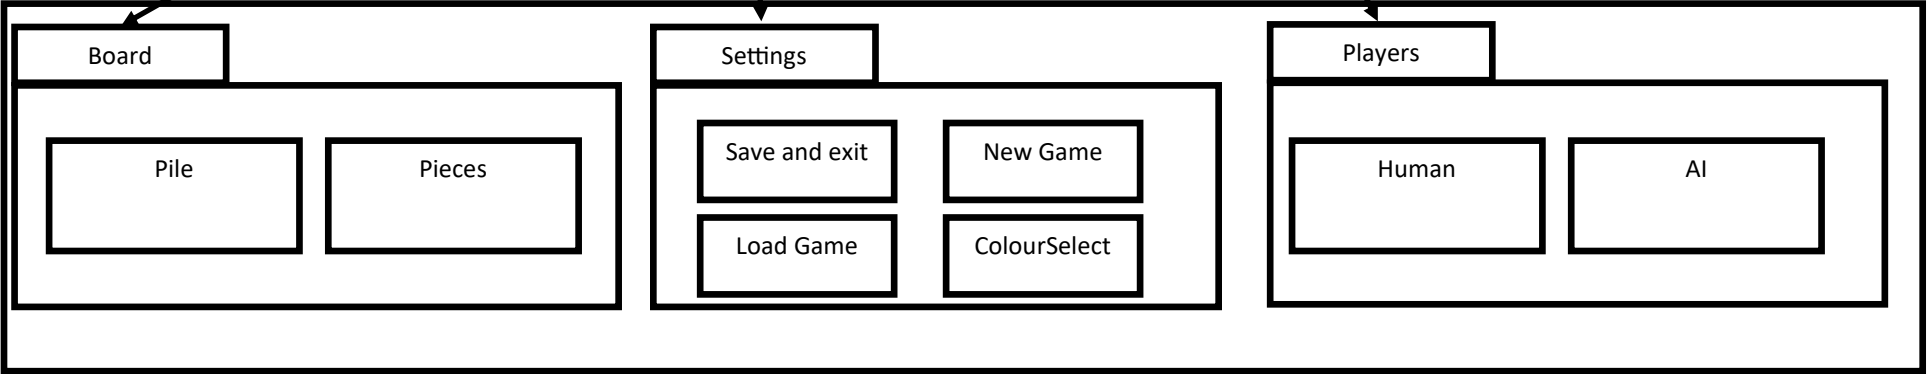 Board
Settings
Players
Pile
Pieces
Save and exit
New Game
Load Game
ColourSelect
Human
AI